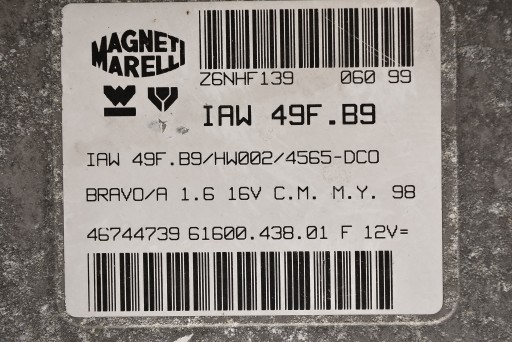 MAGNETI
MARELLI
Z6NHF139 060 99
IAW 49F.B9
IAW 49F.B9/HW002/4565-DCO
BRAVO/A 1.6 16V C.M. M.Y. 98
46744739 61600.438.01 F 12V=